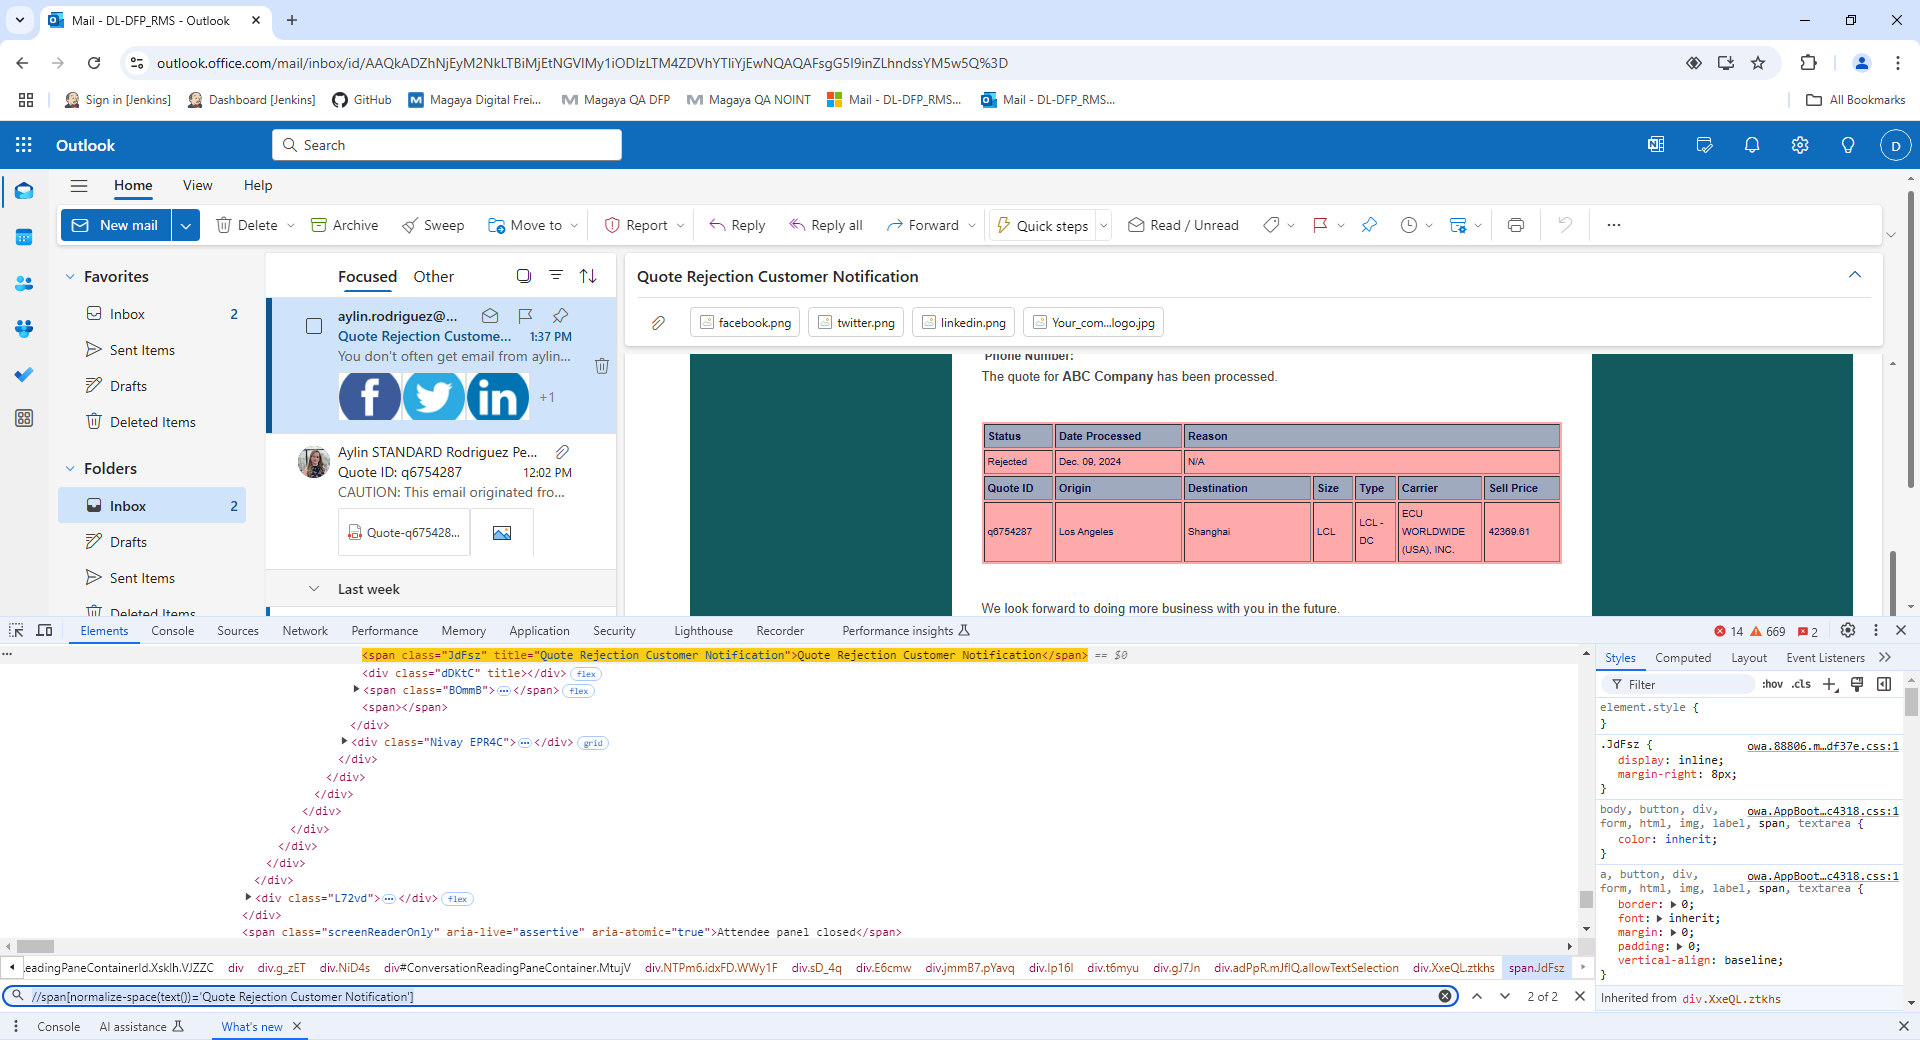 Mail - DL-DFP_RMS - Outlook
outlook.office.com/mail/inbox/id/AAQkADZhNjEyM2NkLTBiMjEtNGVlMy1iODIzLTM4ZDVhYTliYjEwNQAQAFsgG5I9inZLhndssYM5w5Q%3D
Sign in [Jenkins]
Dashboard [Jenkins]
GitHub
Magaya Digital Frei...
Magaya QA DFP
Magaya QA NOINT
Mail - DL-DFP_RMS...
Mail - DL-DFP_RMS...
All Bookmarks
Outlook
Search
D
Home
View
Help
New mail
Delete
Archive
Sweep
Move to
Report
Reply
Reply all
Forward
Quick steps
Read / Unread
Favorites
Inbox 2
Sent Items
Drafts
Deleted Items
Folders
Inbox 2
Drafts
Sent Items
Deleted Items
Focused
Other
aylin.rodriguez@...
Quote Rejection Custome... 1:37 PM
You don't often get email from aylin...
f
in
+1
Aylin STANDARD Rodriguez Pe...
Quote ID: q6754287 12:02 PM
CAUTION: This email originated fro...
Quote-q675428...
Last week
Quote Rejection Customer Notification
facebook.png
twitter.png
linkedin.png
Your_com...logo.jpg
Phone Number:
The quote for ABC Company has been processed.
Status Date Processed Reason
Rejected Dec. 09, 2024 N/A
Quote ID Origin Destination Size Type Carrier Sell Price
q6754287 Los Angeles Shanghai LCL LCL - DC ECU WORLDWIDE (USA), INC. 42369.61
We look forward to doing more business with you in the future.
Elements
Console
Sources
Network
Performance
Memory
Application
Security
Lighthouse
Recorder
Performance insights
14
669
2
<span class="JdFsz" title="Quote Rejection Customer Notification">Quote Rejection Customer Notification</span> == $0
<div class="dDKtC" title></div> flex
<span class="BOmmB">…</span> flex
<span></span>
</div>
<div class="Nivay EPR4C">…</div> grid
</div>
</div>
</div>
</div>
</div>
</div>
</div>
</div>
<div class="L72vd">…</div> flex
</div>
<span class="screenReaderOnly" aria-live="assertive" aria-atomic="true">Attendee panel closed</span>
eadingPaneContainerId.Xsklh.VJZZC
div
div.g_zET
div.NiD4s
div#ConversationReadingPaneContainer.MtujV
div.NTPm6.idxFD.WWy1F
div.sD_4q
div.E6cmw
div.jmmB7.pYavq
div.Ip16l
div.t6myu
div.gJ7Jn
div.adPpR.mJfIQ.allowTextSelection
div.XxeQL.ztkhs
span.JdFsz
//span[normalize-space(text())='Quote Rejection Customer Notification']
2 of 2
Console
AI assistance
What's new
Styles
Computed
Layout
Event Listeners
Filter
:hov
.cls
element.style {
}
.JdFsz { owa.88806.m…df37e.css:1
display: inline;
margin-right: 8px;
}
body, button, div, owa.AppBoot…c4318.css:1
form, html, img, label, span, textarea {
color: inherit;
}
a, button, div, owa.AppBoot…c4318.css:1
form, html, img, label, span, textarea {
border: 0;
font: inherit;
margin: 0;
padding: 0;
vertical-align: baseline;
}
Inherited from div.XxeQL.ztkhs